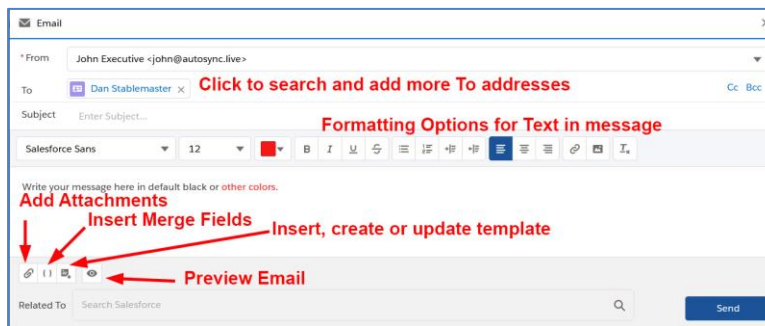 Email
* From John Executive <john@autosync.live>
To Dan Stablemaster × Click to search and add more To addresses Cc Bcc
Subject Enter Subject...
Formatting Options for Text in message
Salesforce Sans 12 B I U S
Write your message here in default black or other colors.
Add Attachments
Insert Merge Fields
Insert, create or update template
Preview Email
Related To Search Salesforce Send